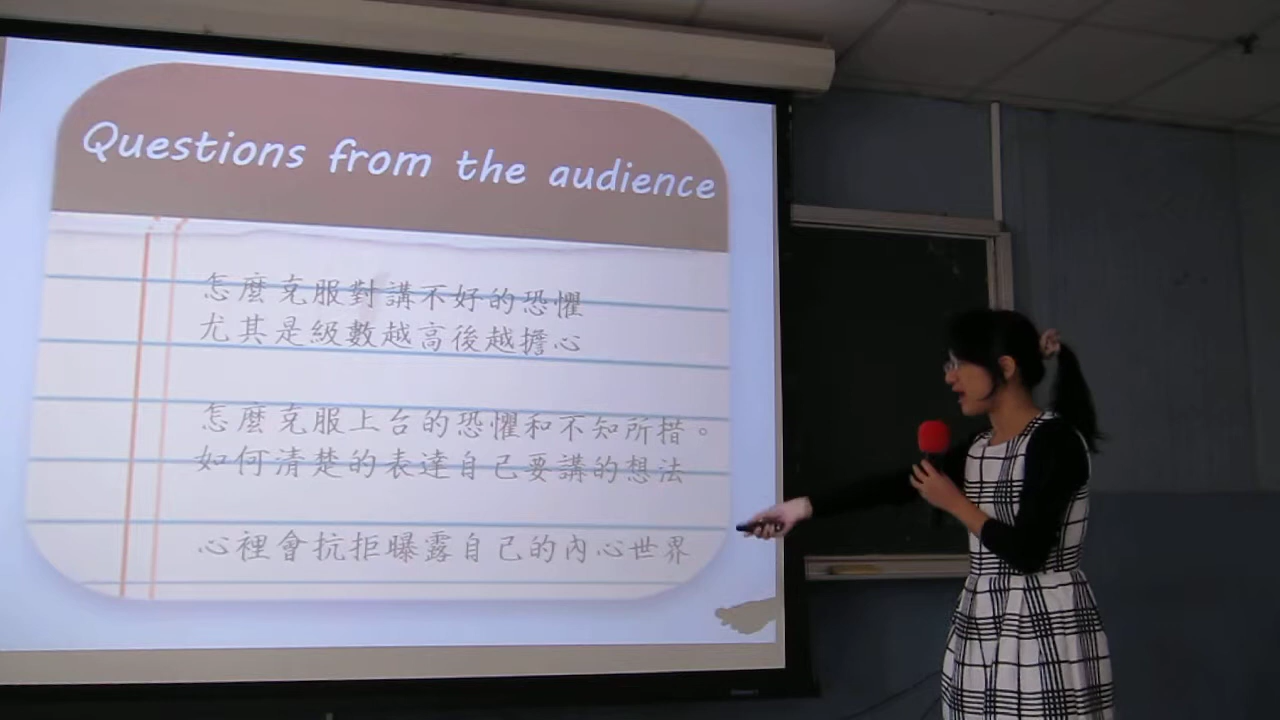 Questions from the audience
怎麼克服對講不好的恐懼
尤其是級數越高後越擔心
怎麼克服上台的恐懼和不知所措。
如何清楚的表達自己要講的想法
心裡會抗拒曝露自己的內心世界